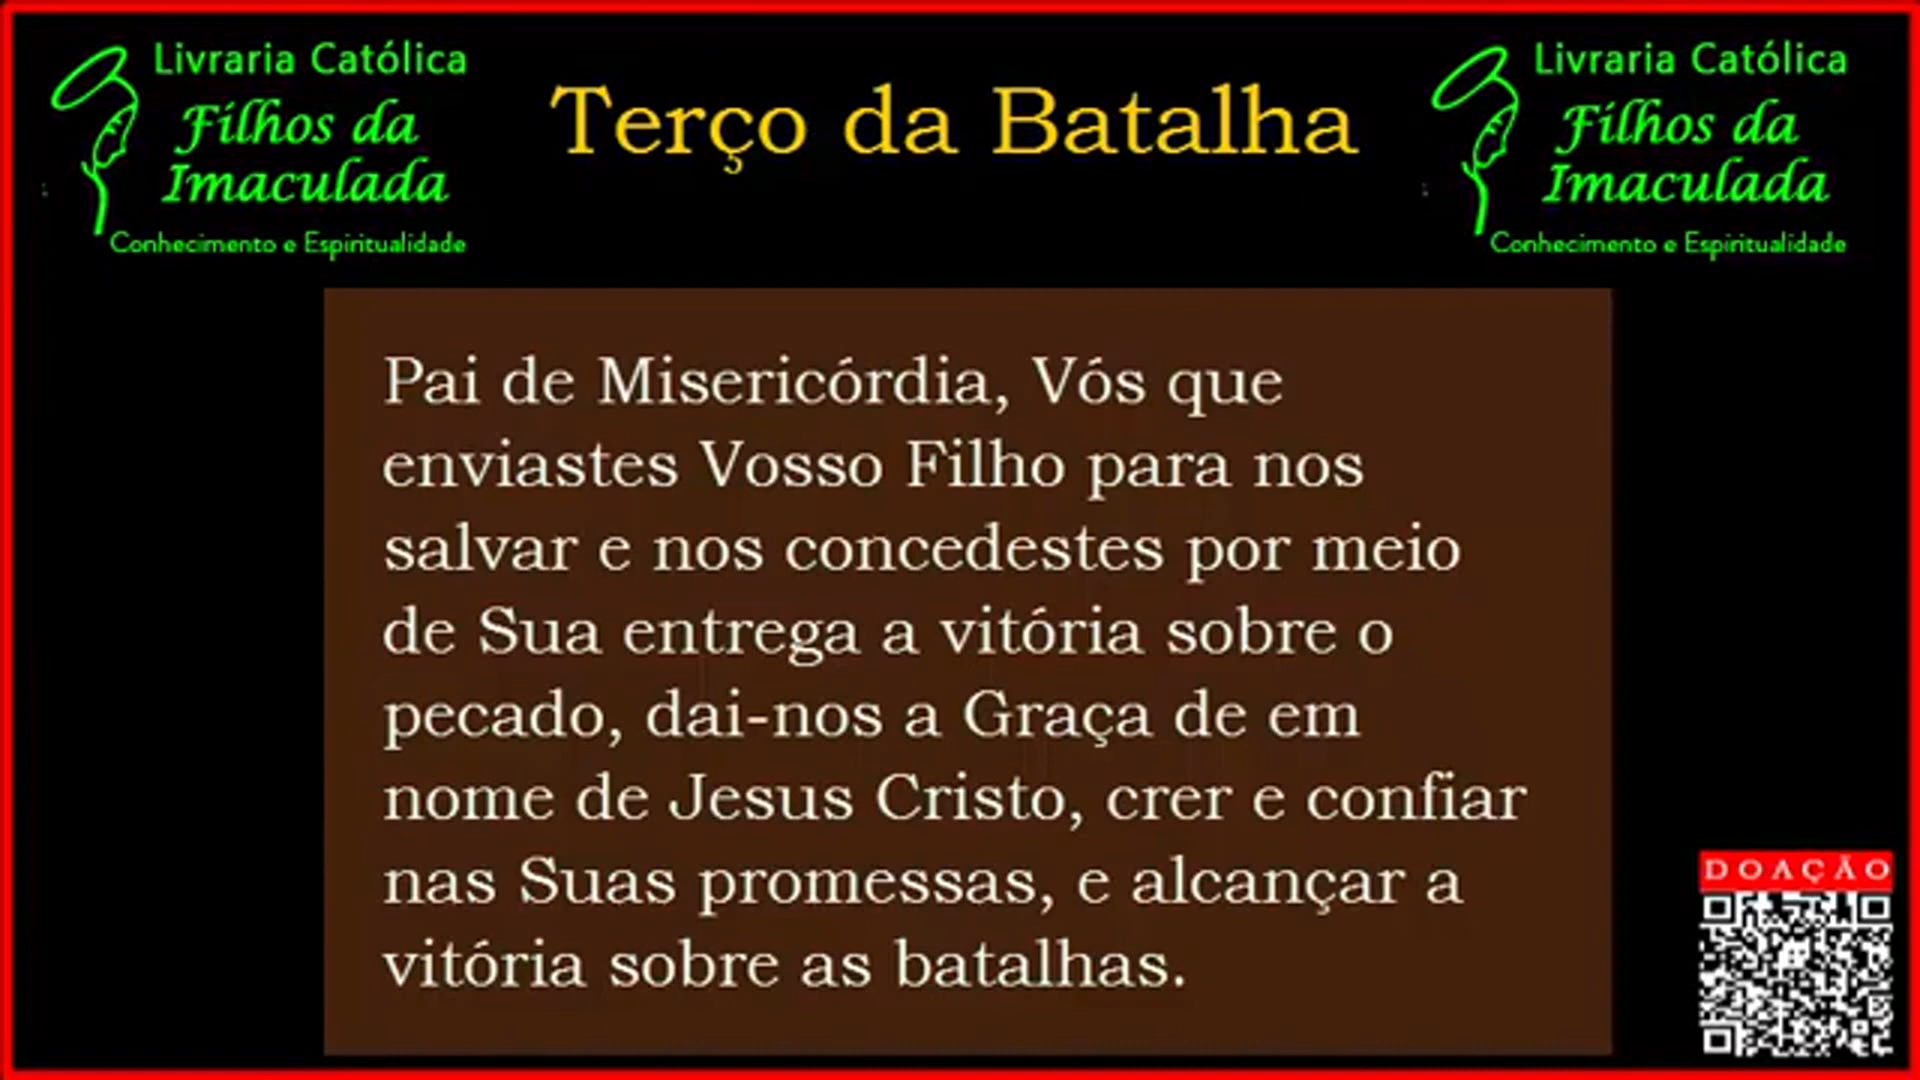 Livraria Católica
Filhos da
Imaculada
Conhecimento e Espiritualidade
Terço da Batalha
Livraria Católica
Filhos da
Imaculada
Conhecimento e Espiritualidade
Pai de Misericórdia, Vós que
enviastes Vosso Filho para nos
salvar e nos concedestes por meio
de Sua entrega a vitória sobre o
pecado, dai-nos a Graça de em
nome de Jesus Cristo, crer e confiar
nas Suas promessas, e alcançar a
vitória sobre as batalhas.
DOAÇÃO